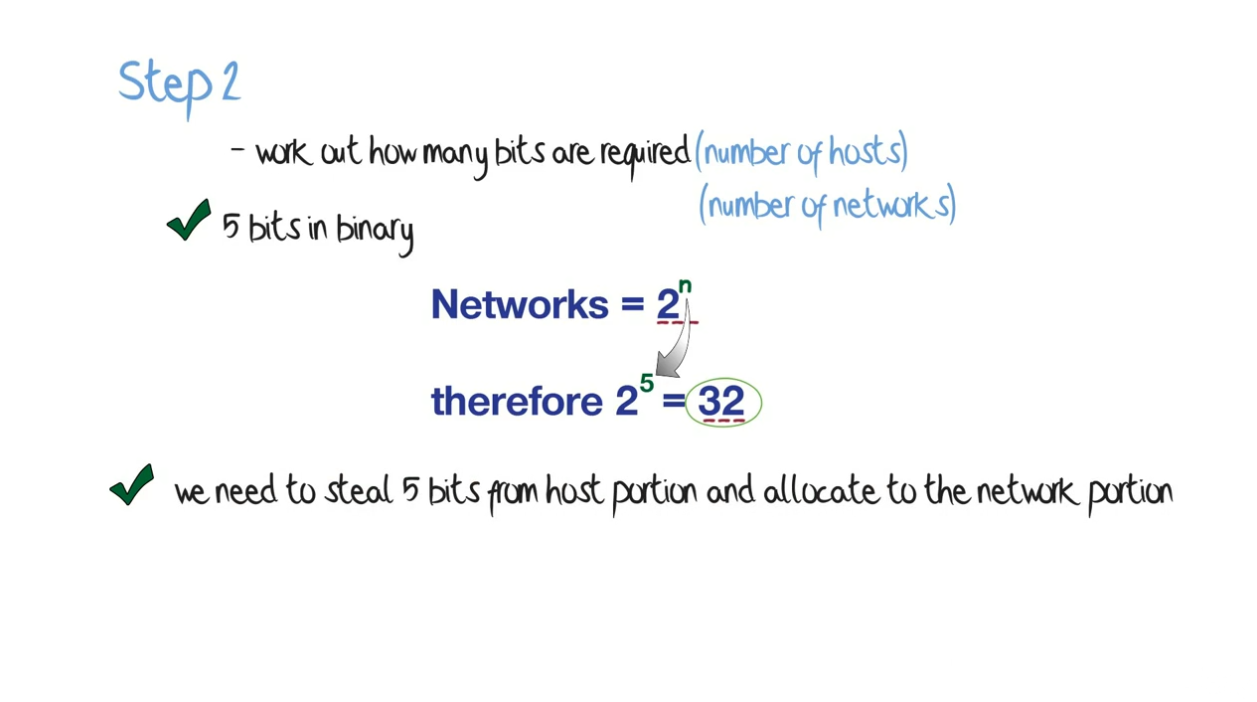 Step 2
- work out how many bits are required (number of hosts)
(number of networks)
5 bits in binary
Networks = 2^n
therefore 2^5 = 32
we need to steal 5 bits from host portion and allocate to the network portion